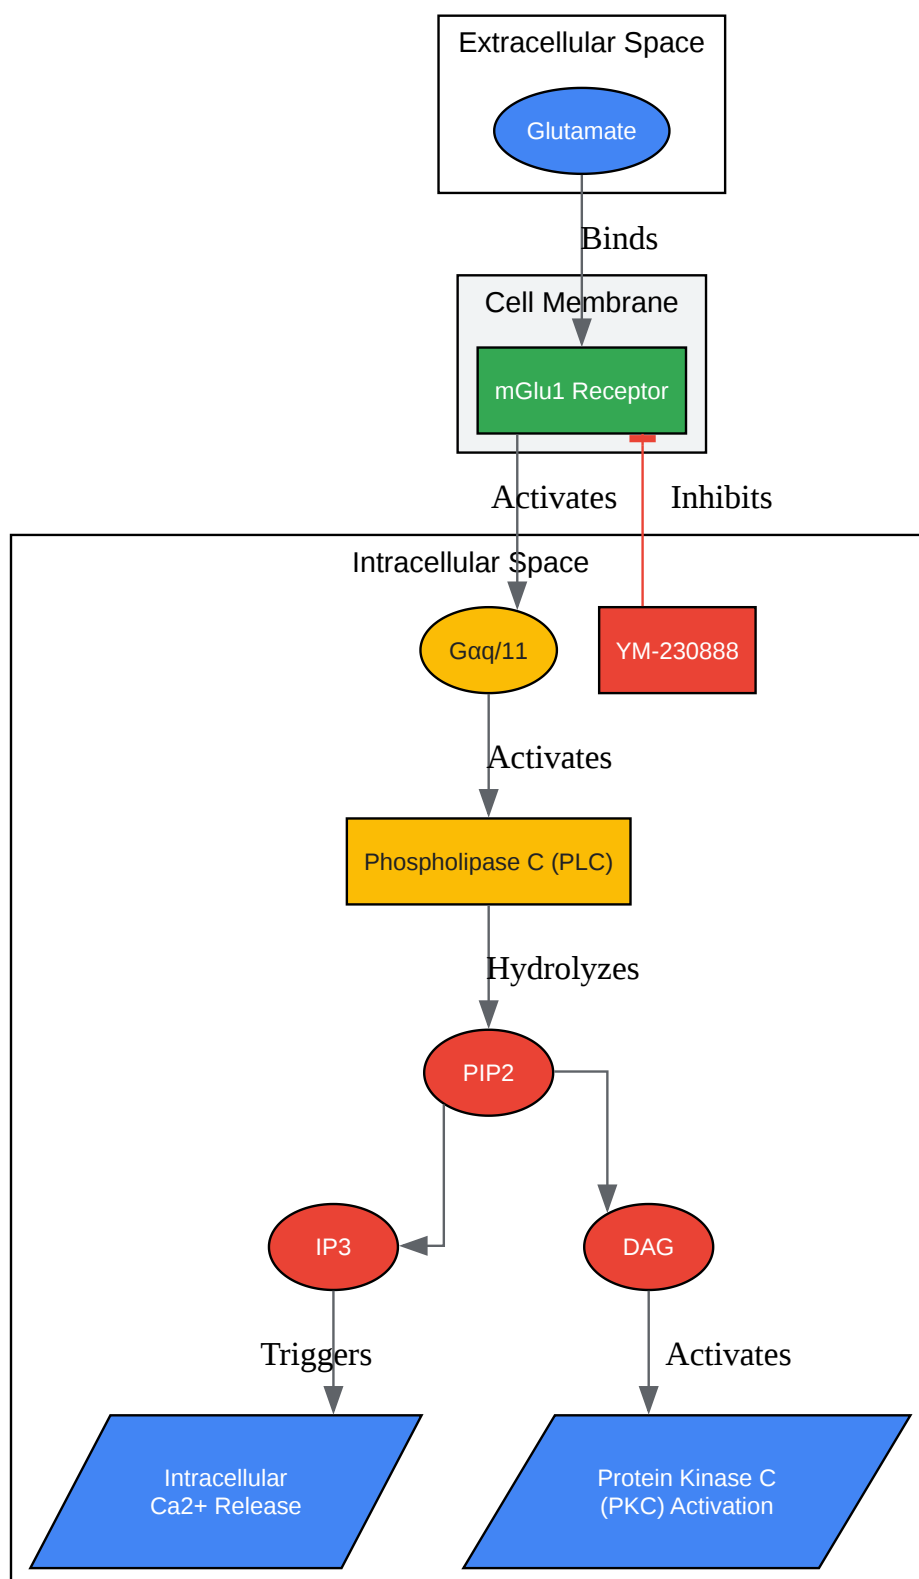 Extracellular Space
Glutamate
Binds
Cell Membrane
mGlu1 Receptor
Activates
Inhibits
Intracellular Space
Gαq/11
YM-230888
Activates
Phospholipase C (PLC)
Hydrolyzes
PIP2
IP3
DAG
Triggers
Activates
Intracellular
Ca2+ Release
Protein Kinase C
(PKC) Activation